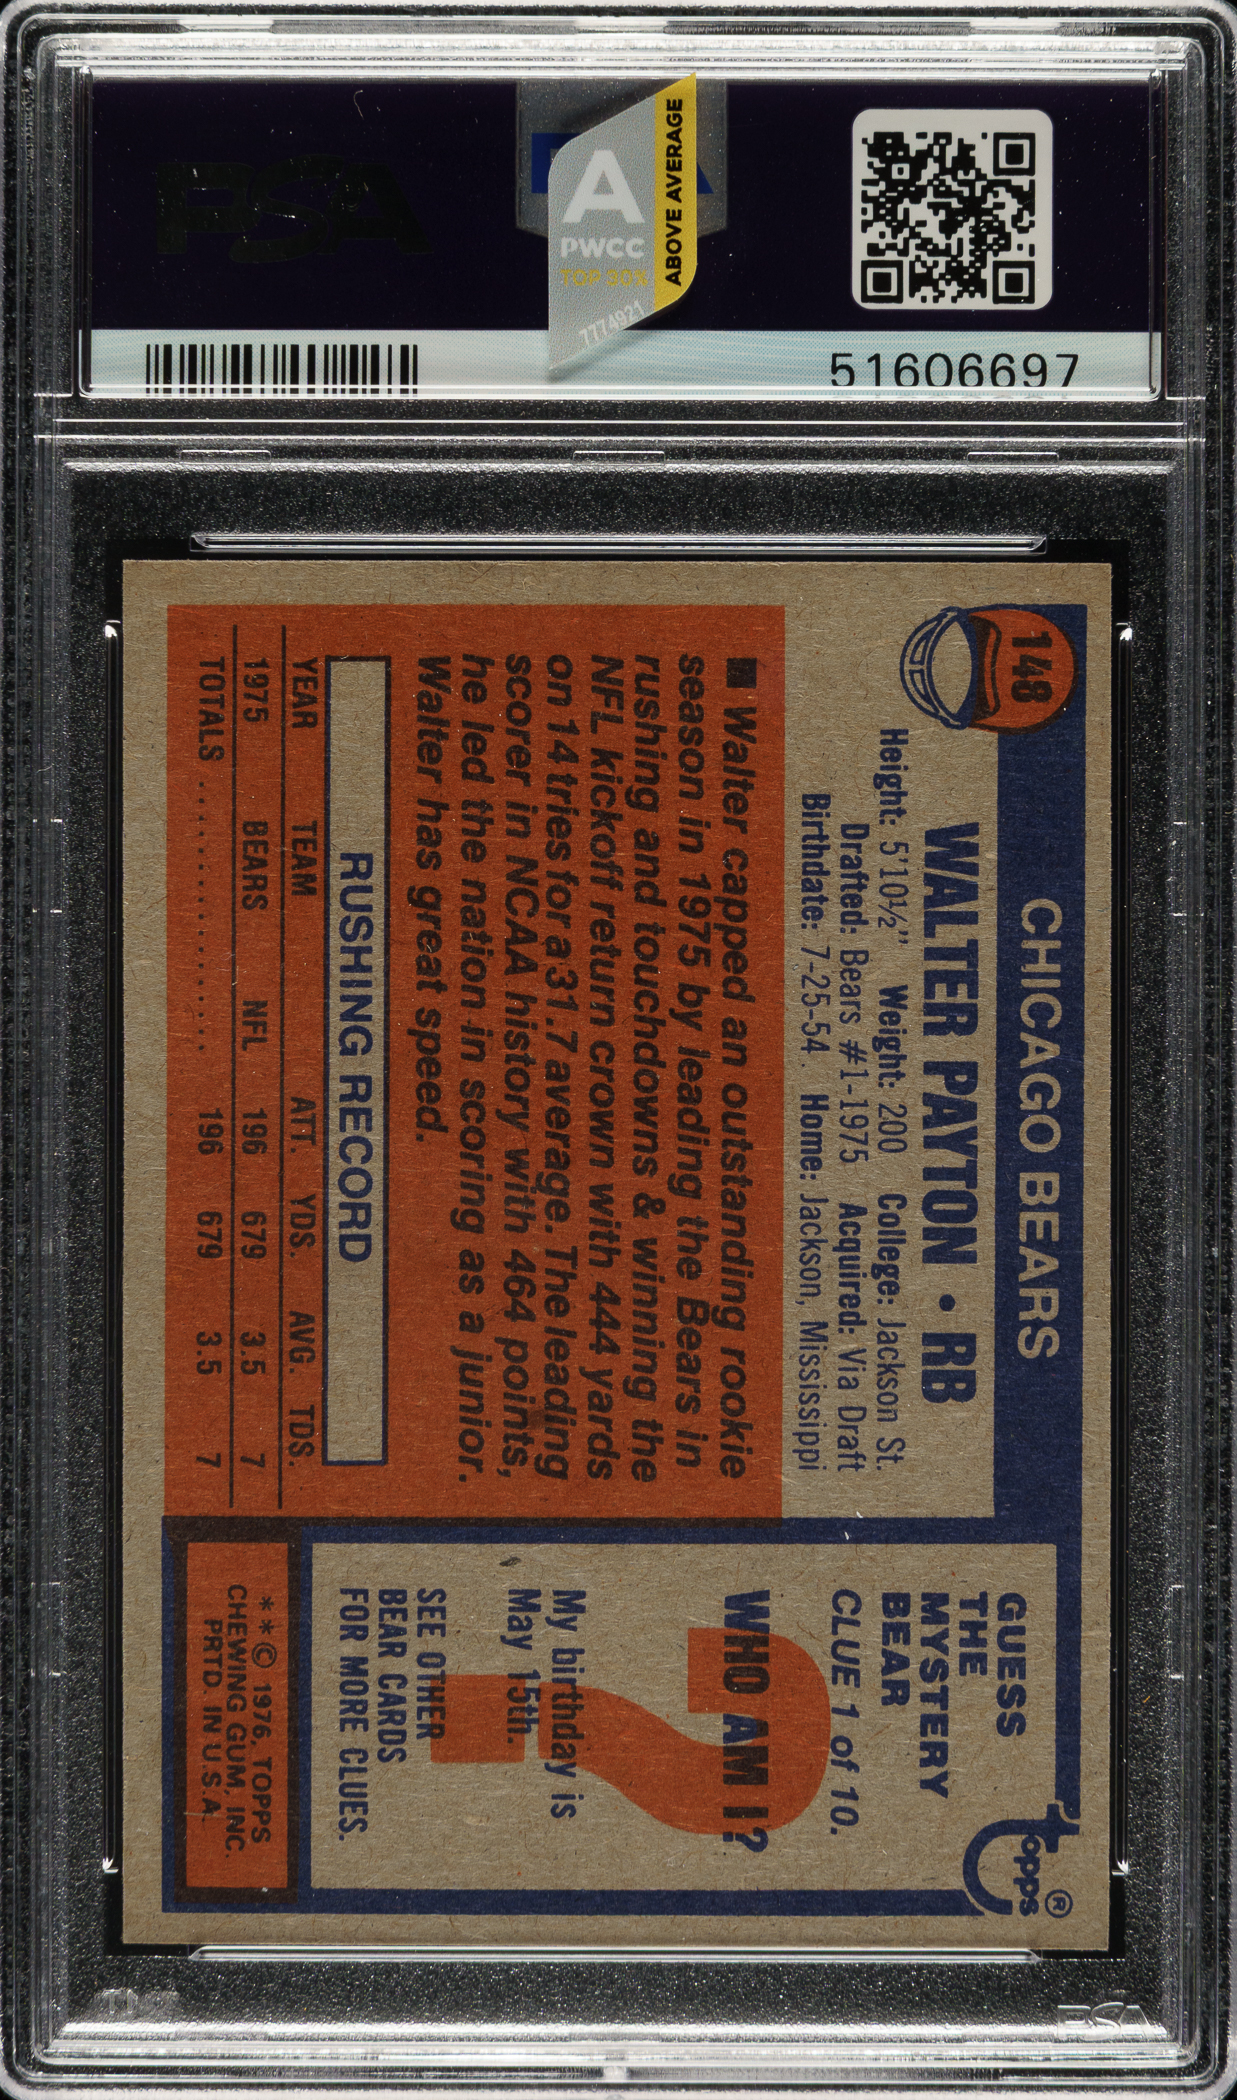 PSA
A
PWCC
TOP 30%
7774921
ABOVE AVERAGE
51606697
148
CHICAGO BEARS
WALTER PAYTON • RB
Height: 5'10½" Weight: 200 College: Jackson St.
Drafted: Bears #1-1975 Acquired: Via Draft
Birthdate: 7-25-54 Home: Jackson, Mississippi
■ Walter capped an outstanding rookie
season in 1975 by leading the Bears in
rushing and touchdowns & winning the
NFL kickoff return crown with 444 yards
on 14 tries for a 31.7 average. The leading
scorer in NCAA history with 464 points,
he led the nation in scoring as a junior.
Walter has great speed.
RUSHING RECORD
YEAR TEAM ATT. YDS. AVG. TDS.
1975 BEARS NFL 196 679 3.5 7
TOTALS .................... 196 679 3.5 7
topps®
GUESS
THE
MYSTERY
BEAR
CLUE 1 of 10.
WHO AM I?
My birthday is
May 15th.
SEE OTHER
BEAR CARDS
FOR MORE CLUES.
**© 1976, TOPPS
CHEWING GUM, INC.
PRTD. IN U.S.A.
PSA